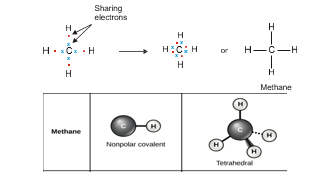 Sharing
electrons
H
H
H · C · H
H C H or H—C—H
H
H
H
H
Methane
Methane
C H
Nonpolar covalent
H
C
H
H
H
Tetrahedral